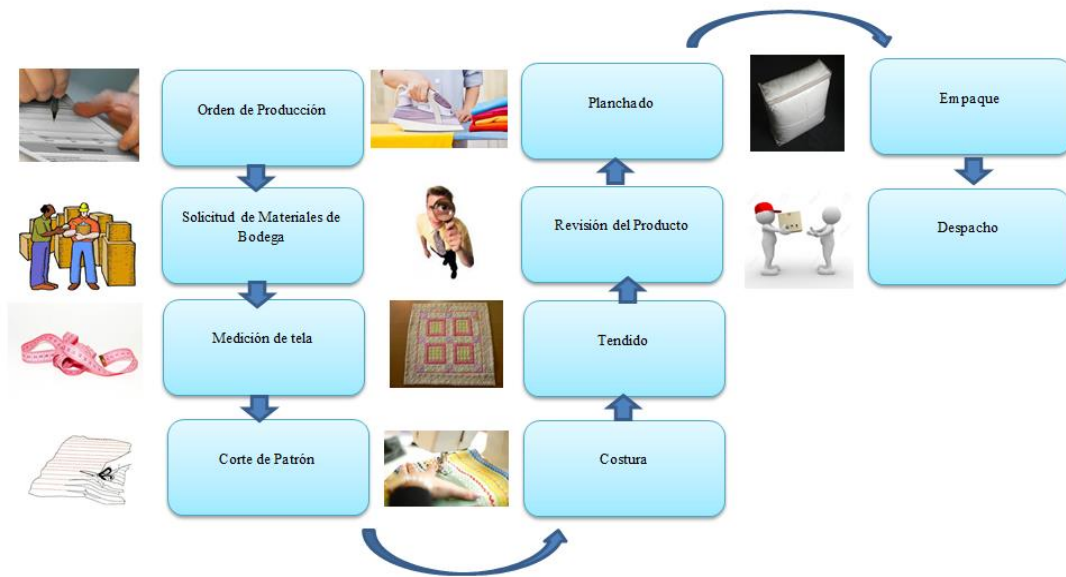 Orden de Producción
Solicitud de Materiales de
Bodega
Medición de tela
Corte de Patrón
Costura
Tendido
Revisión del Producto
Planchado
Empaque
Despacho